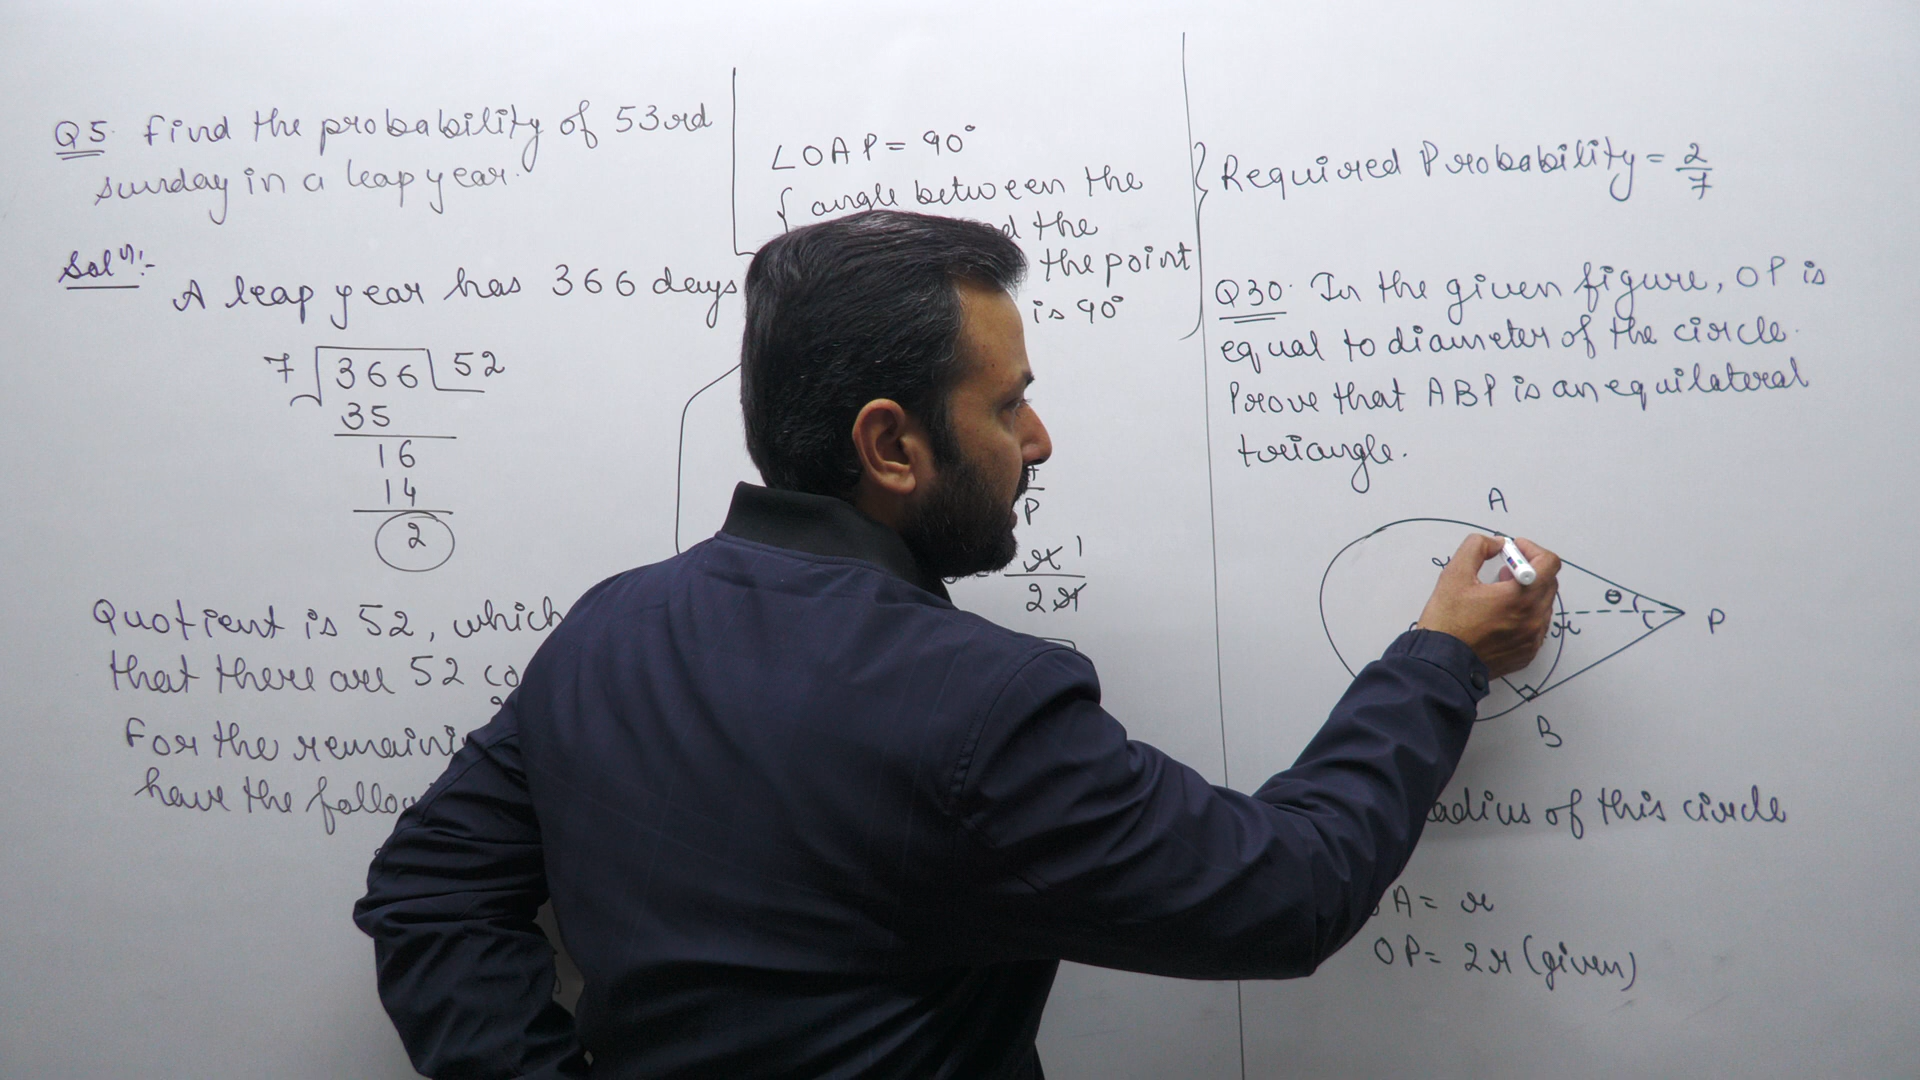 Q5. Find the probability of 53rd
sunday in a leap year.
Solⁿ:-
A leap year has 366 days
7 366 52
35
16
14
2
Quotient is 52, which
that there are 52
For the
have the
∠OAP = 90°
{ angle between the
the
the point
is 90°
P
r 1
2r
} Required Probability = 2/7
Q30. In the given figure, OP is
equal to diameter of the circle.
Prove that ABP is an equilateral
triangle.
A
r
θ
r
P
B
of this circle
A = r
OP = 2r (given)